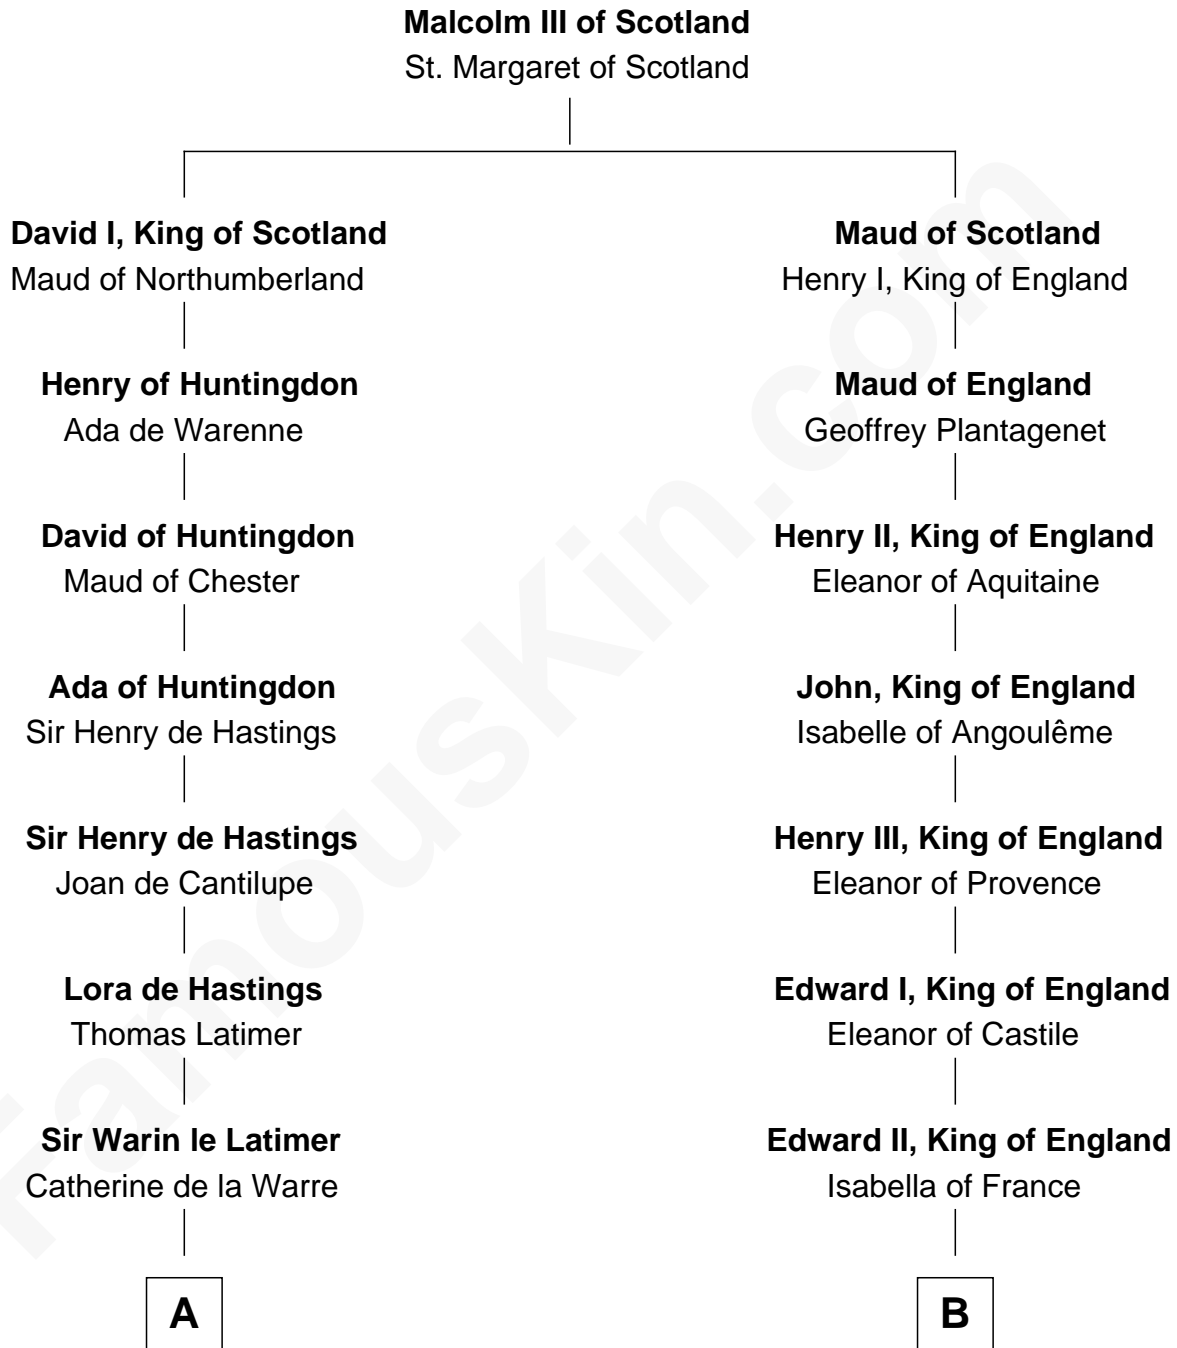 Malcolm III of Scotland
St. Margaret of Scotland
David I, King of Scotland
Maud of Northumberland
Maud of Scotland
Henry I, King of England
Henry of Huntingdon
Ada de Warenne
Maud of England
Geoffrey Plantagenet
David of Huntingdon
Maud of Chester
Henry II, King of England
Eleanor of Aquitaine
Ada of Huntingdon
Sir Henry de Hastings
John, King of England
Isabelle of Angoulême
Sir Henry de Hastings
Joan de Cantilupe
Henry III, King of England
Eleanor of Provence
Lora de Hastings
Thomas Latimer
Edward I, King of England
Eleanor of Castile
Sir Warin le Latimer
Catherine de la Warre
Edward II, King of England
Isabella of France
A
B
FamousKin.com